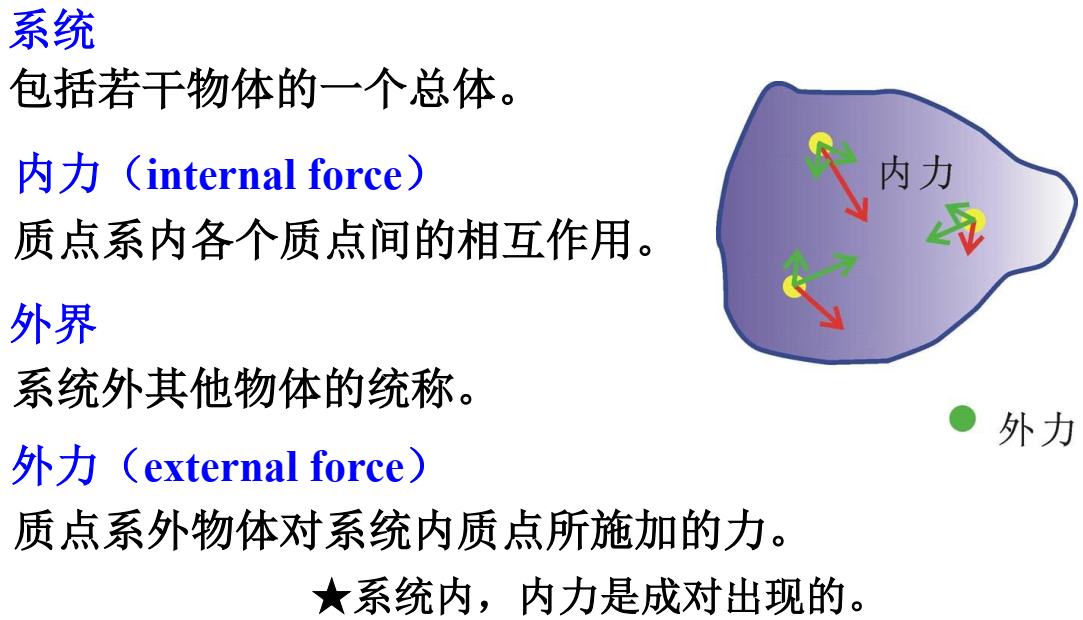 系统
包括若干物体的一个总体。
内力（internal force）
质点系内各个质点间的相互作用。
外界
系统外其他物体的统称。
外力（external force）
质点系外物体对系统内质点所施加的力。
★系统内，内力是成对出现的。
内力
外力